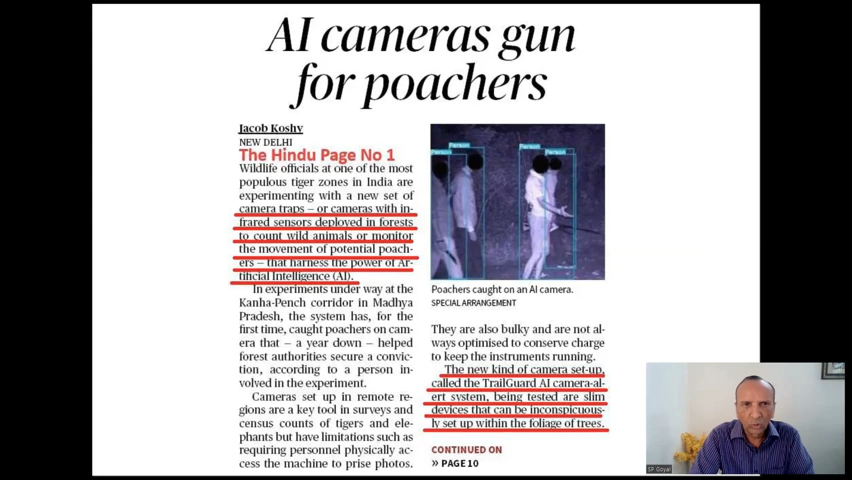 AI cameras gun
for poachers
Jacob Koshy
NEW DELHI
The Hindu Page No 1
Wildlife officials at one of the most
populous tiger zones in India are
experimenting with a new set of
camera traps – or cameras with in-
frared sensors deployed in forests
to count wild animals or monitor
the movement of potential poach-
ers – that harness the power of Ar-
tificial Intelligence (AI).
In experiments under way at the
Kanha-Pench corridor in Madhya
Pradesh, the system has, for the
first time, caught poachers on cam-
era that – a year down – helped
forest authorities secure a convic-
tion, according to a person in-
volved in the experiment.
Cameras set up in remote re-
gions are a key tool in surveys and
census counts of tigers and ele-
phants but have limitations such as
requiring personnel physically ac-
cess the machine to prise photos.
Person
Person
Person
Person
Poachers caught on an AI camera.
SPECIAL ARRANGEMENT
They are also bulky and are not al-
ways optimised to conserve charge
to keep the instruments running.
The new kind of camera set-up,
called the TrailGuard AI camera-al-
ert system, being tested are slim
devices that can be inconspicuous-
ly set up within the foliage of trees.
CONTINUED ON
» PAGE 10
SP Goyal